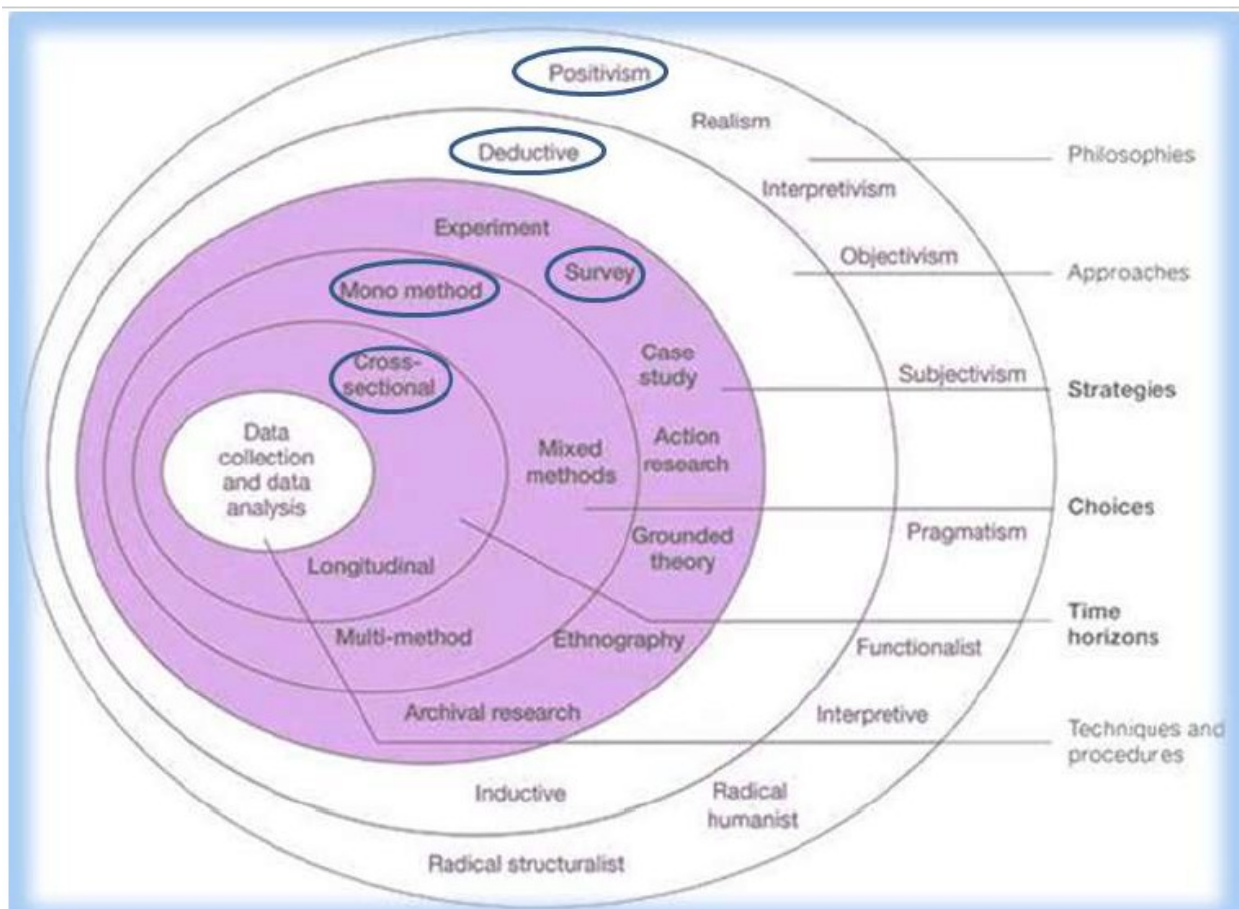 Positivism
Realism
Philosophies
Deductive
Interpretivism
Experiment
Objectivism
Survey
Approaches
Mono method
Case
study
Cross-
sectional
Subjectivism
Strategies
Data
collection
and data
analysis
Mixed
methods
Action
research
Choices
Pragmatism
Grounded
theory
Longitudinal
Time
horizons
Multi-method
Ethnography
Functionalist
Archival research
Interpretive
Techniques and
procedures
Inductive
Radical
humanist
Radical structuralist